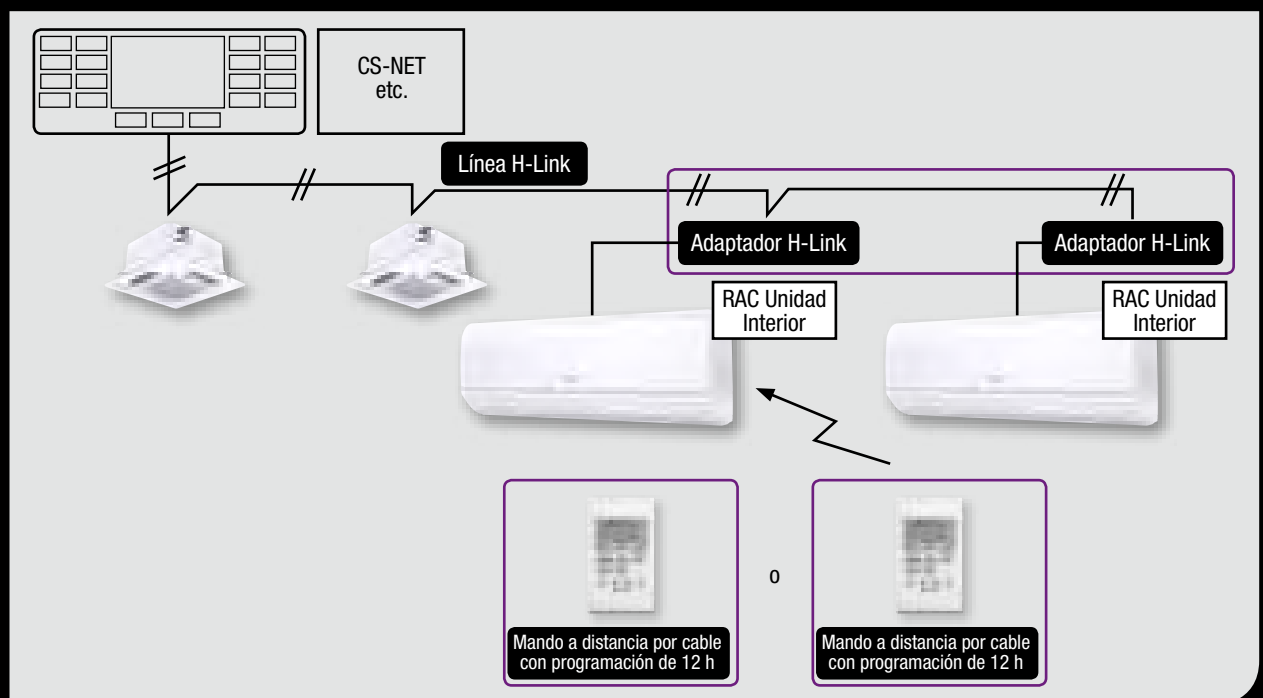 CS-NET
etc.
Línea H-Link
Adaptador H-Link
Adaptador H-Link
RAC Unidad
Interior
RAC Unidad
Interior
o
Mando a distancia por cable
con programación de 12 h
Mando a distancia por cable
con programación de 12 h